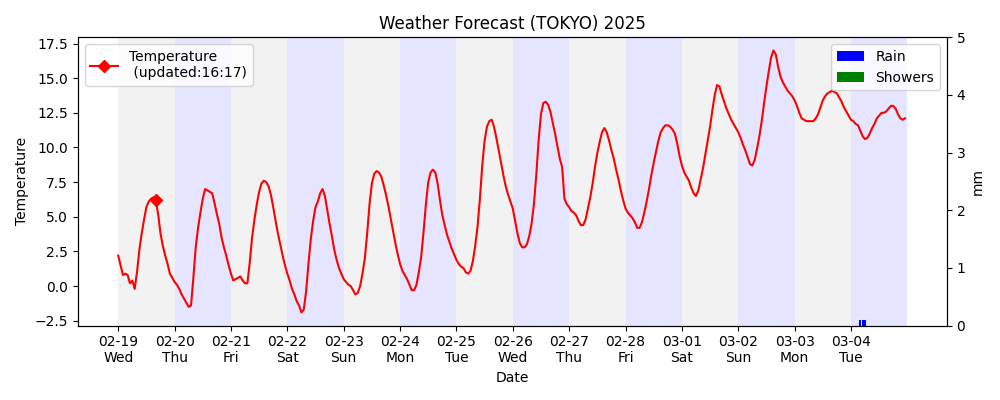 Weather Forecast (TOKYO) 2025
Temperature
(updated:16:17)
Rain
Showers
Temperature
17.5
15.0
12.5
10.0
7.5
5.0
2.5
0.0
−2.5
5
4
3
2
1
0
mm
02-19 02-20 02-21 02-22 02-23 02-24 02-25 02-26 02-27 02-28 03-01 03-02 03-03 03-04
Wed Thu Fri Sat Sun Mon Tue Wed Thu Fri Sat Sun Mon Tue
Date